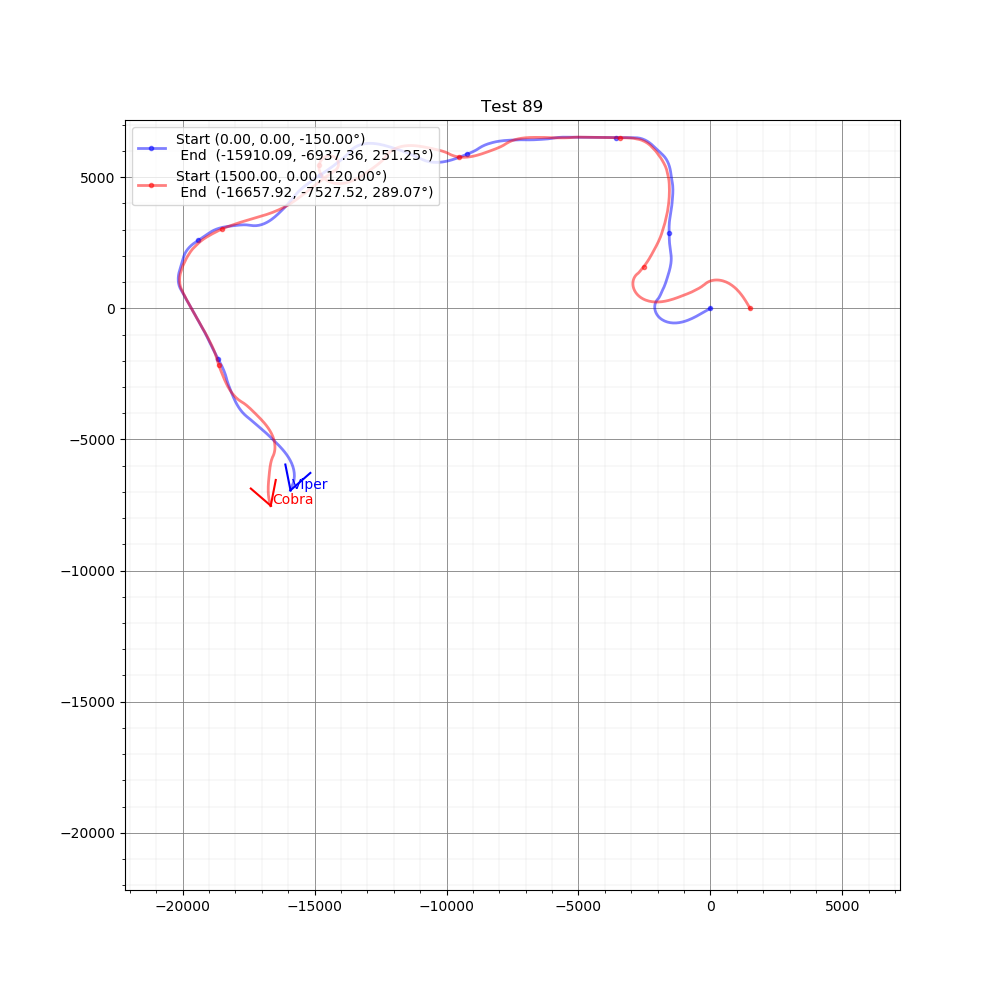 Test 89
Start (0.00, 0.00, -150.00°)
End (-15910.09, -6937.36, 251.25°)
Start (1500.00, 0.00, 120.00°)
End (-16657.92, -7527.52, 289.07°)
5000
0
−5000
−10000
−15000
−20000
Viper
Cobra
−20000 −15000 −10000 −5000 0 5000